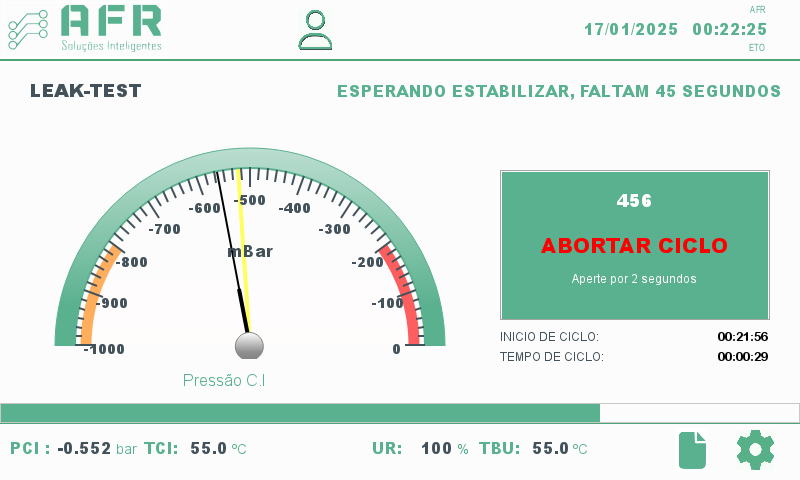 AFR
Soluções Inteligentes
AFR
17/01/2025 00:22:25
ETO
LEAK-TEST
ESPERANDO ESTABILIZAR, FALTAM 45 SEGUNDOS
-1000
-900
-800
-700
-600
-500
-400
-300
-200
-100
0
mBar
Pressão C.I
456
ABORTAR CICLO
Aperte por 2 segundos
INICIO DE CICLO: 00:21:56
TEMPO DE CICLO: 00:00:29
PCI : -0.552 bar TCI: 55.0 ºC UR: 100 % TBU: 55.0 ºC